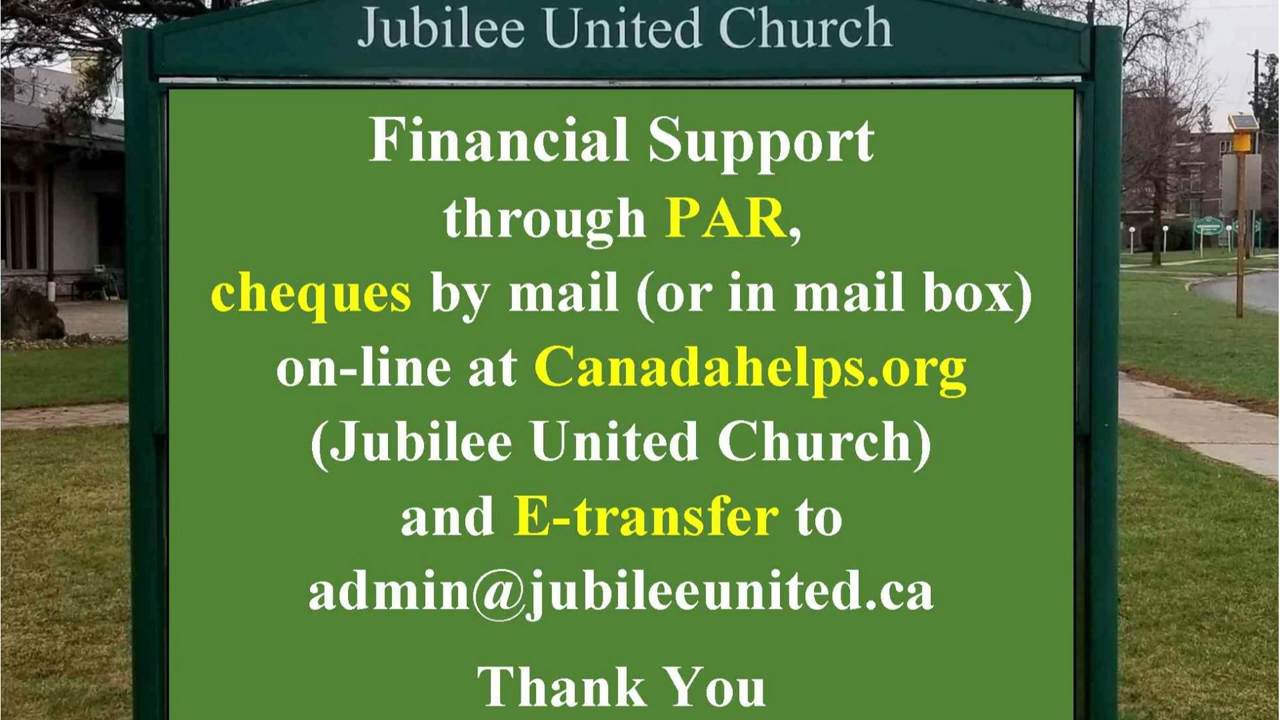 Jubilee United Church
Financial Support
through PAR,
cheques by mail (or in mail box)
on-line at Canadahelps.org
(Jubilee United Church)
and E-transfer to
admin@jubileeunited.ca
Thank You